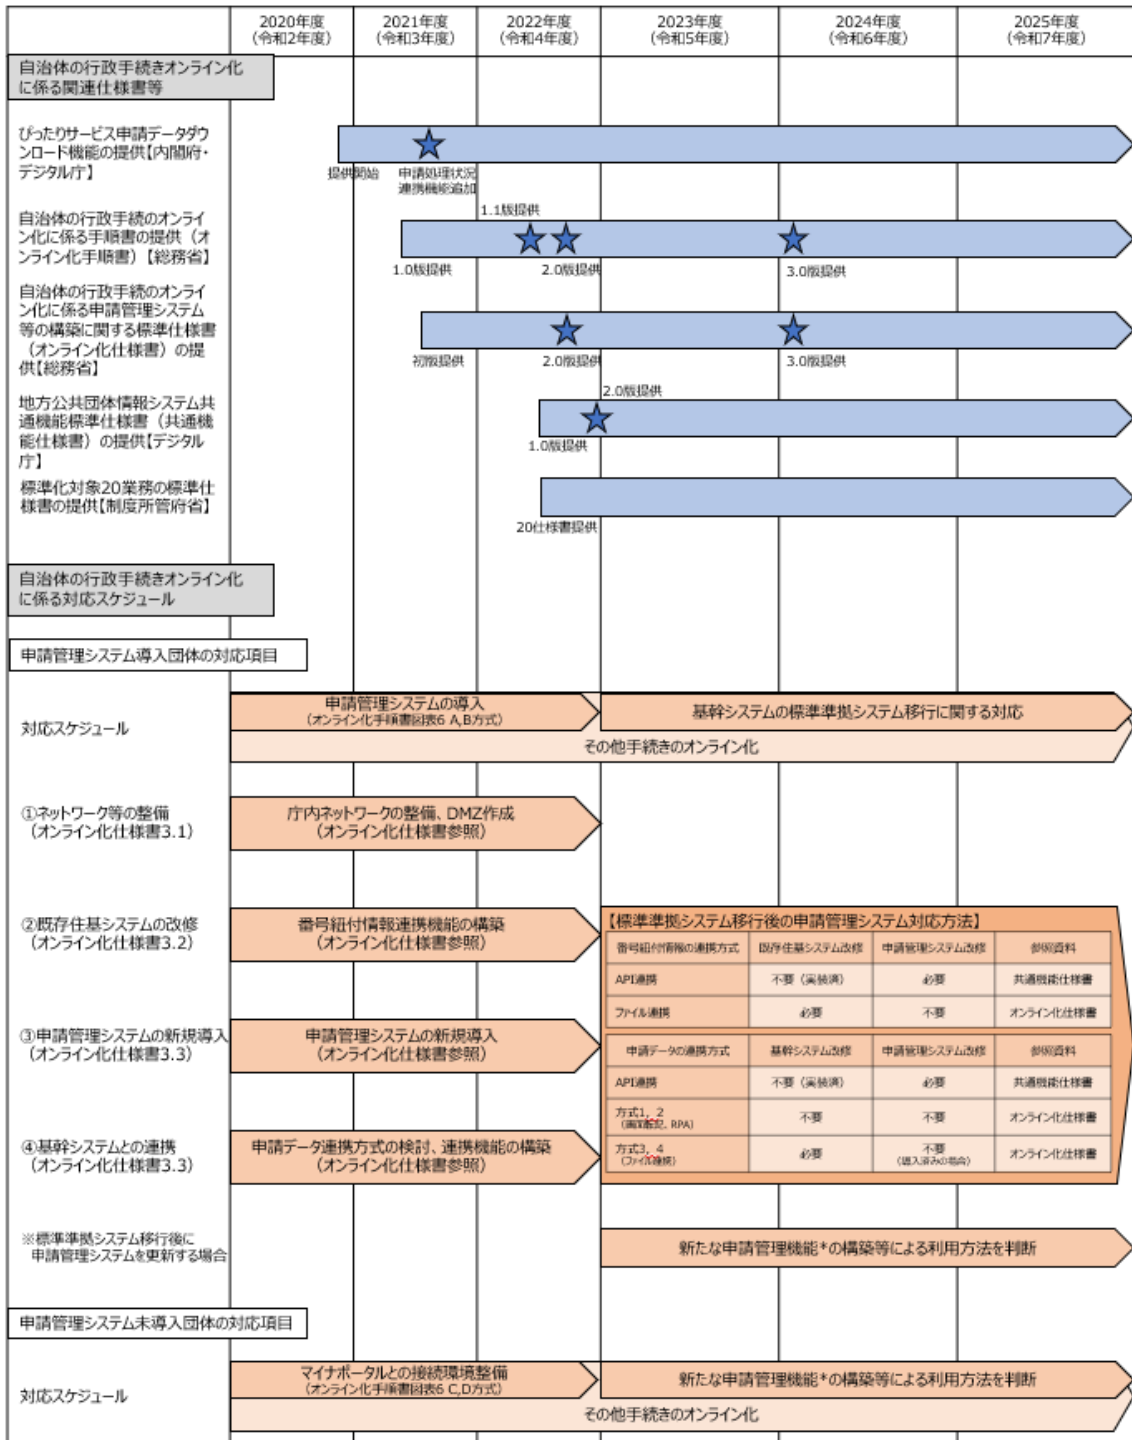 2020年度
(令和2年度)
2021年度
(令和3年度)
2022年度
(令和4年度)
2023年度
(令和5年度)
2024年度
(令和6年度)
2025年度
(令和7年度)
自治体の行政手続きオンライン化
に係る関連仕様書等
ぴったりサービス申請データダウ
ンロード機能の提供【内閣府・
デジタル庁】
提供開始
申請処理状況
連携機能追加
自治体の行政手続のオンライ
ン化に係る手順書の提供（オ
ンライン化手順書）【総務省】
1.1版提供
1.0版提供
2.0版提供
3.0版提供
自治体の行政手続のオンライ
ン化に係る申請管理システム
等の構築に関する標準仕様書
（オンライン化仕様書）の提
供【総務省】
初版提供
2.0版提供
3.0版提供
地方公共団体情報システム共
通機能標準仕様書（共通機
能仕様書）の提供【デジタル
庁】
2.0版提供
1.0版提供
標準化対象20業務の標準仕
様書の提供【制度所管府省】
20仕様書提供
自治体の行政手続きオンライン化
に係る対応スケジュール
申請管理システム導入団体の対応項目
対応スケジュール
申請管理システムの導入
(オンライン化手順書図表6 A,B方式)
基幹システムの標準準拠システム移行に関する対応
その他手続きのオンライン化
①ネットワーク等の整備
（オンライン化仕様書3.1）
庁内ネットワークの整備、DMZ作成
（オンライン化仕様書参照）
②既存住基システムの改修
（オンライン化仕様書3.2）
番号紐付情報連携機能の構築
（オンライン化仕様書参照）
③申請管理システムの新規導入
（オンライン化仕様書3.3）
申請管理システムの新規導入
（オンライン化仕様書参照）
④基幹システムとの連携
（オンライン化仕様書3.3）
申請データ連携方式の検討、連携機能の構築
（オンライン化仕様書参照）
【標準準拠システム移行後の申請管理システム対応方法】
番号紐付情報の連携方式 既存住基システム改修 申請管理システム改修 参照資料
API連携 不要（実装済） 必要 共通機能仕様書
ファイル連携 必要 不要 オンライン化仕様書
申請データの連携方式 基幹システム改修 申請管理システム改修 参照資料
API連携 不要（実装済） 必要 共通機能仕様書
方式1, 2
（画面転記、RPA） 不要 不要 オンライン化仕様書
方式3, 4
（ファイル連携） 必要 不要
（導入済みの場合） オンライン化仕様書
※標準準拠システム移行後に
申請管理システムを更新する場合
新たな申請管理機能*の構築等による利用方法を判断
申請管理システム未導入団体の対応項目
対応スケジュール
マイナポータルとの接続環境整備
(オンライン化手順書図表6 C,D方式)
新たな申請管理機能*の構築等による利用方法を判断
その他手続きのオンライン化